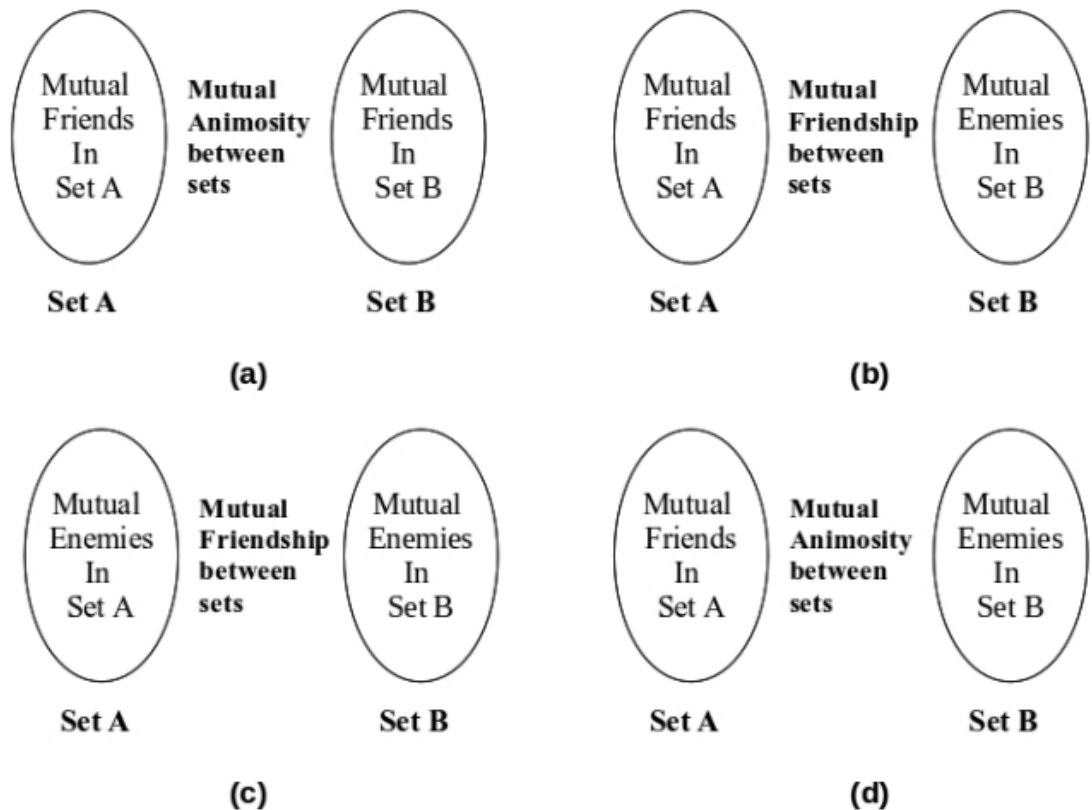 Mutual
Friends
In
Set A
Mutual
Animosity
between
sets
Mutual
Friends
In
Set B
Set A
Set B
(a)
Mutual
Friends
In
Set A
Mutual
Friendship
between
sets
Mutual
Enemies
In
Set B
Set A
Set B
(b)
Mutual
Enemies
In
Set A
Mutual
Friendship
between
sets
Mutual
Enemies
In
Set B
Set A
Set B
(c)
Mutual
Friends
In
Set A
Mutual
Animosity
between
sets
Mutual
Enemies
In
Set B
Set A
Set B
(d)